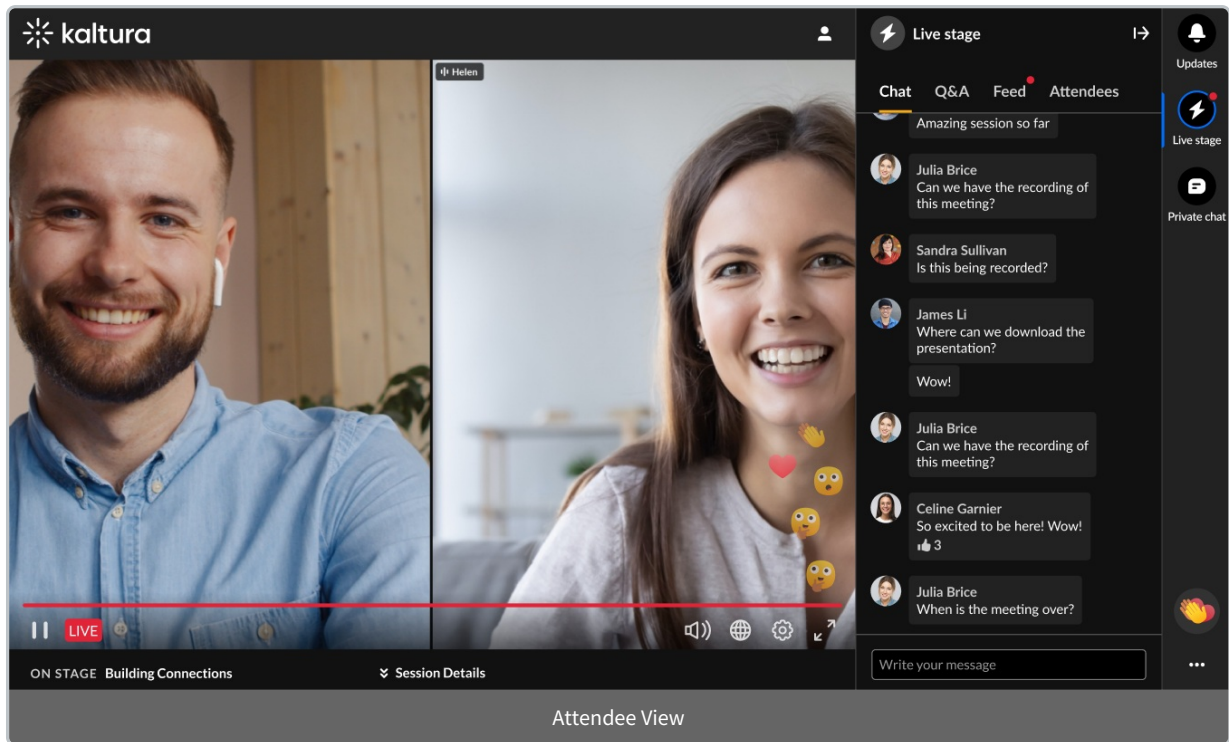 kaltura
Helen
LIVE
ON STAGE Building Connections
Session Details
Live stage
Chat Q&A Feed Attendees
Amazing session so far
Julia Brice
Can we have the recording of
this meeting?
Sandra Sullivan
Is this being recorded?
James Li
Where can we download the
presentation?
Wow!
Julia Brice
Can we have the recording of
this meeting?
Celine Garnier
So excited to be here! Wow!
3
Julia Brice
When is the meeting over?
Write your message
Updates
Live stage
Private chat
Attendee View